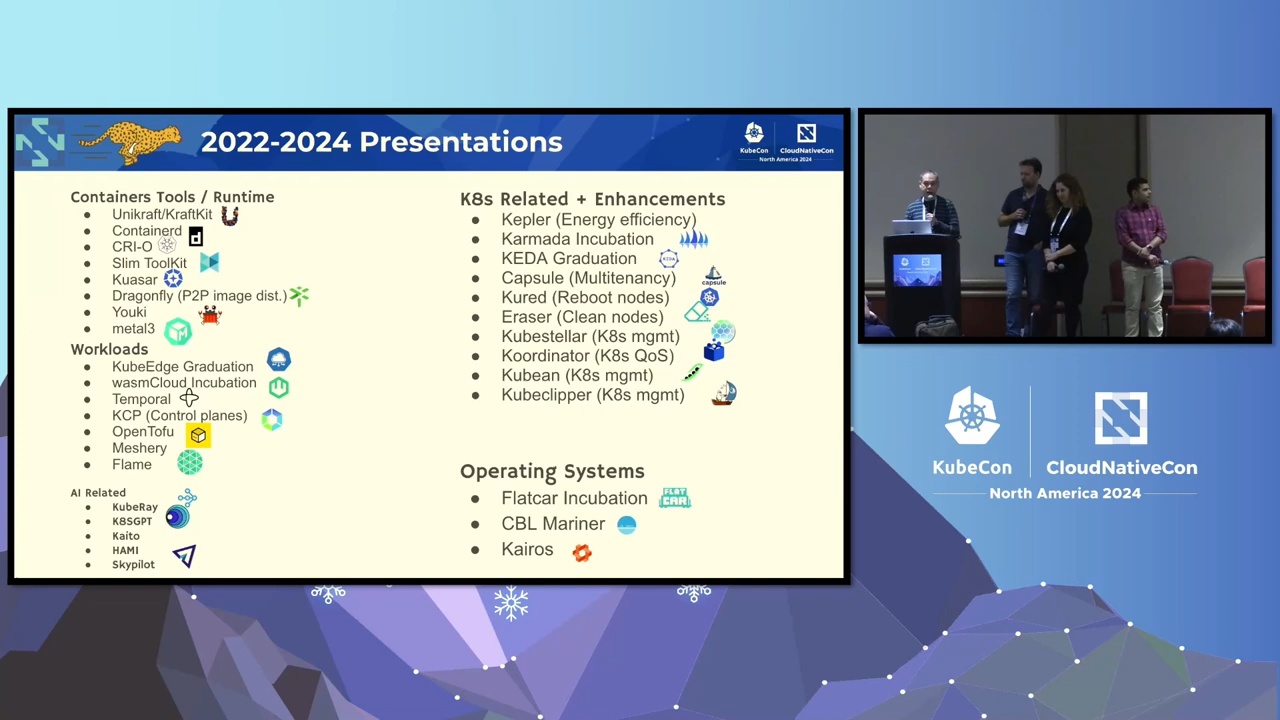 2022-2024 Presentations
KubeCon
CloudNativeCon
North America 2024
Containers Tools / Runtime
Unikraft/KraftKit
Containerd
CRI-O
Slim ToolKit
Kuasar
Dragonfly (P2P image dist.)
Youki
metal3
Workloads
KubeEdge Graduation
wasmCloud Incubation
Temporal
KCP (Control planes)
OpenTofu
Meshery
Flame
AI Related
KubeRay
K8SGPT
Kaito
HAMI
Skypilot
K8s Related + Enhancements
Kepler (Energy efficiency)
Karmada Incubation
KEDA Graduation
KEDA
Capsule (Multitenancy)
capsule
Kured (Reboot nodes)
Eraser (Clean nodes)
Kubestellar (K8s mgmt)
Koordinator (K8s QoS)
Kubean (K8s mgmt)
Kubeclipper (K8s mgmt)
Operating Systems
Flatcar Incubation
FLAT
CAR
CBL Mariner
Kairos
KubeCon
CloudNativeCon
North America 2024